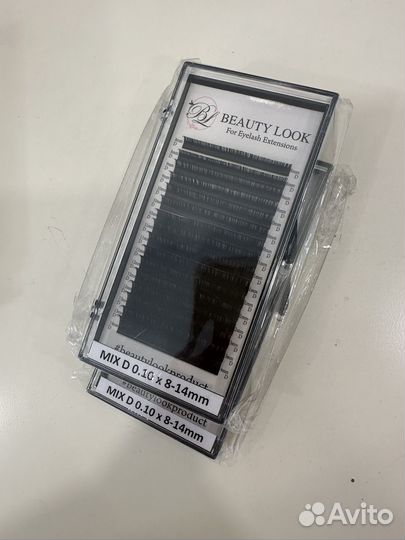 BL
BEAUTY LOOK
For Eyelash Extensions
#beautylookproduct
MIX D 0.10 x 8-14mm
#beautylookproduct
MIX D 0.10 x 8-14mm
Avito